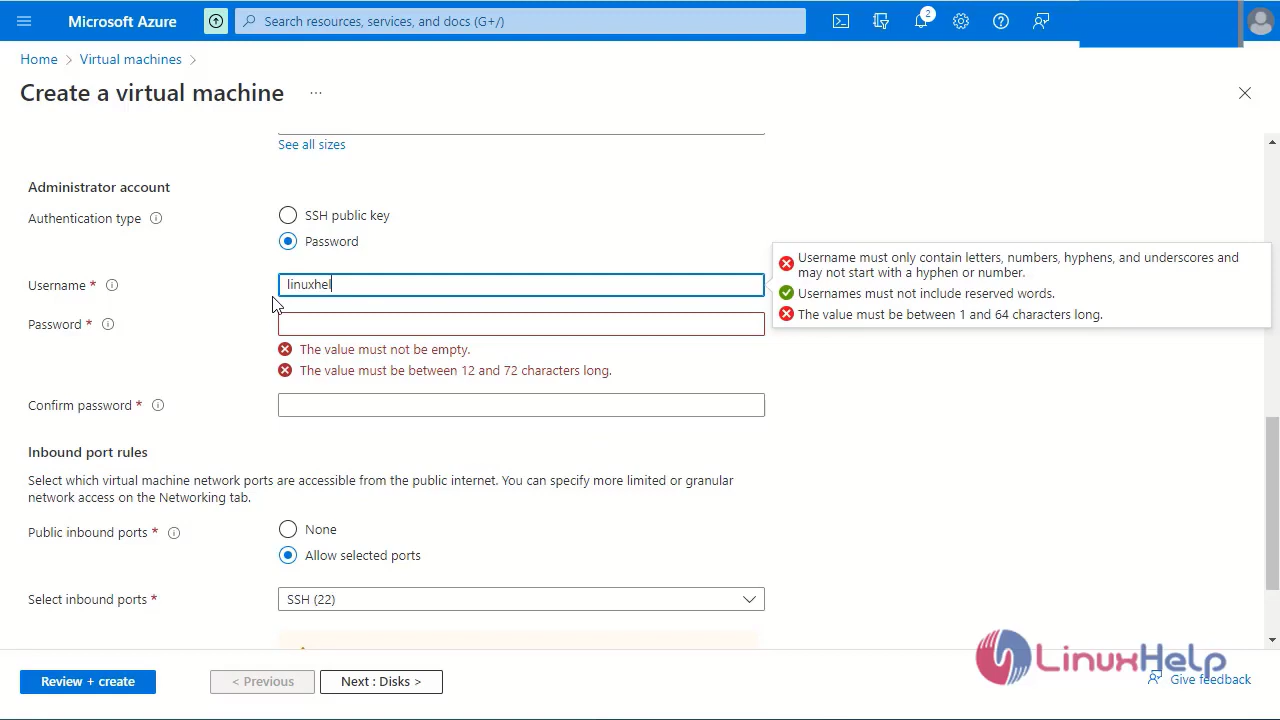 Microsoft Azure
Search resources, services, and docs (G+/)
2
Home > Virtual machines >
Create a virtual machine ...
See all sizes
Administrator account
Authentication type
SSH public key
Password
Username *
linuxhel
Username must only contain letters, numbers, hyphens, and underscores and
may not start with a hyphen or number.
Usernames must not include reserved words.
The value must be between 1 and 64 characters long.
Password *
The value must not be empty.
The value must be between 12 and 72 characters long.
Confirm password *
Inbound port rules
Select which virtual machine network ports are accessible from the public internet. You can specify more limited or granular
network access on the Networking tab.
Public inbound ports *
None
Allow selected ports
Select inbound ports *
SSH (22)
Review + create
< Previous
Next : Disks >
LinuxHelp
Give feedback